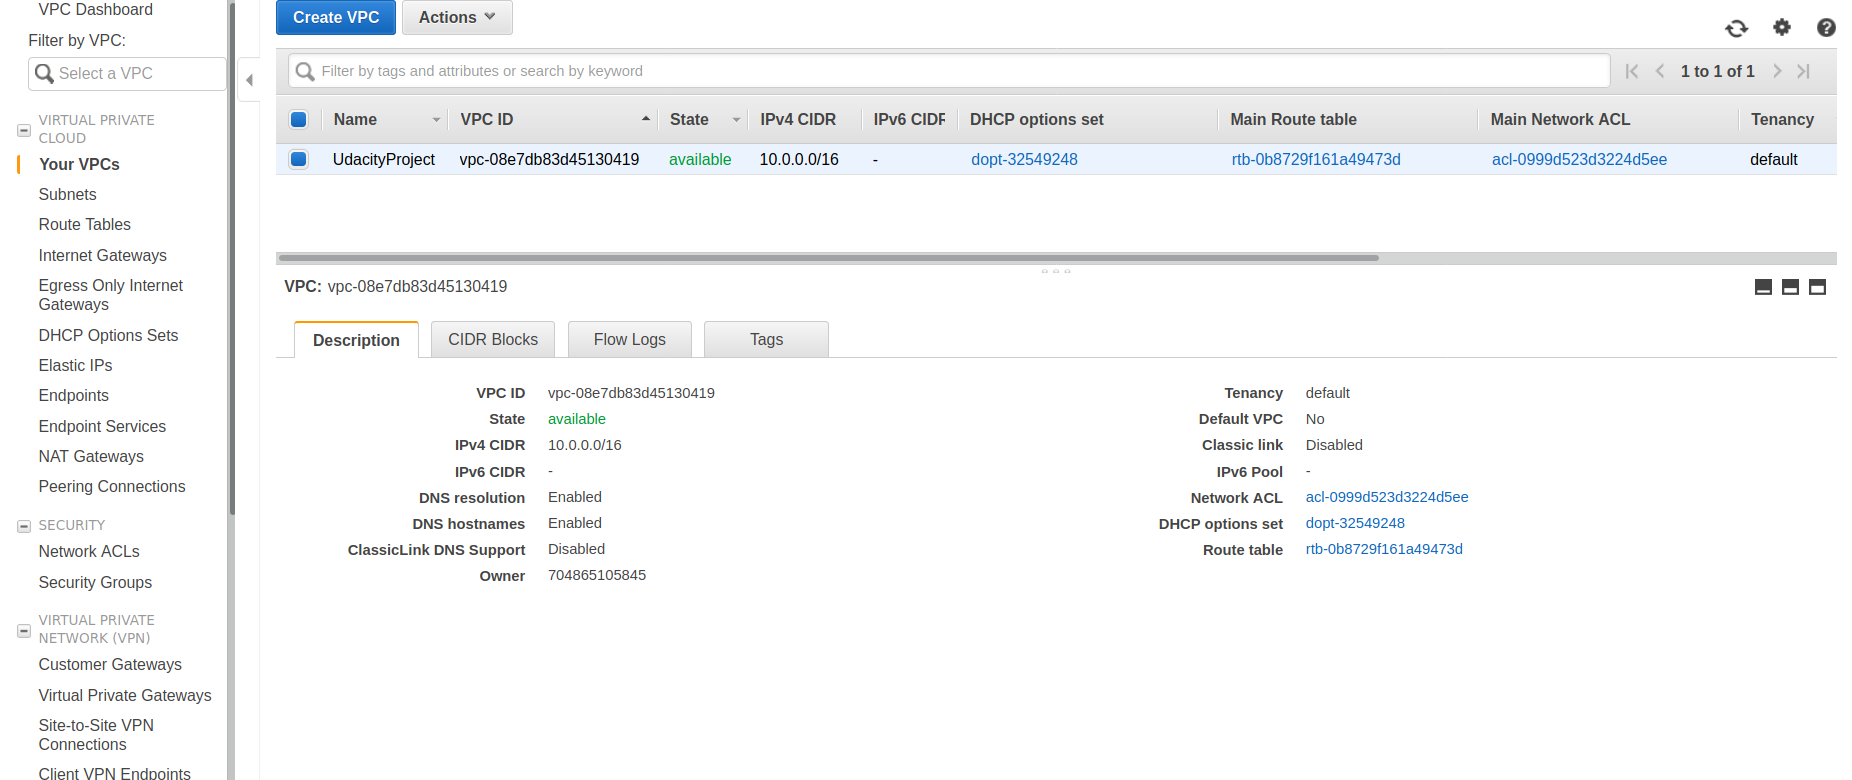 VPC Dashboard
Filter by VPC:
Select a VPC
VIRTUAL PRIVATE
CLOUD
Your VPCs
Subnets
Route Tables
Internet Gateways
Egress Only Internet
Gateways
DHCP Options Sets
Elastic IPs
Endpoints
Endpoint Services
NAT Gateways
Peering Connections
SECURITY
Network ACLs
Security Groups
VIRTUAL PRIVATE
NETWORK (VPN)
Customer Gateways
Virtual Private Gateways
Site-to-Site VPN
Connections
Client VPN Endpoints
Create VPC Actions
Filter by tags and attributes or search by keyword
1 to 1 of 1
Name VPC ID State IPv4 CIDR IPv6 CIDR DHCP options set Main Route table Main Network ACL Tenancy
UdacityProject vpc-08e7db83d45130419 available 10.0.0.0/16 - dopt-32549248 rtb-0b8729f161a49473d acl-0999d523d3224d5ee default
VPC: vpc-08e7db83d45130419
Description CIDR Blocks Flow Logs Tags
VPC ID vpc-08e7db83d45130419
State available
IPv4 CIDR 10.0.0.0/16
IPv6 CIDR -
DNS resolution Enabled
DNS hostnames Enabled
ClassicLink DNS Support Disabled
Owner 704865105845
Tenancy default
Default VPC No
Classic link Disabled
IPv6 Pool -
Network ACL acl-0999d523d3224d5ee
DHCP options set dopt-32549248
Route table rtb-0b8729f161a49473d